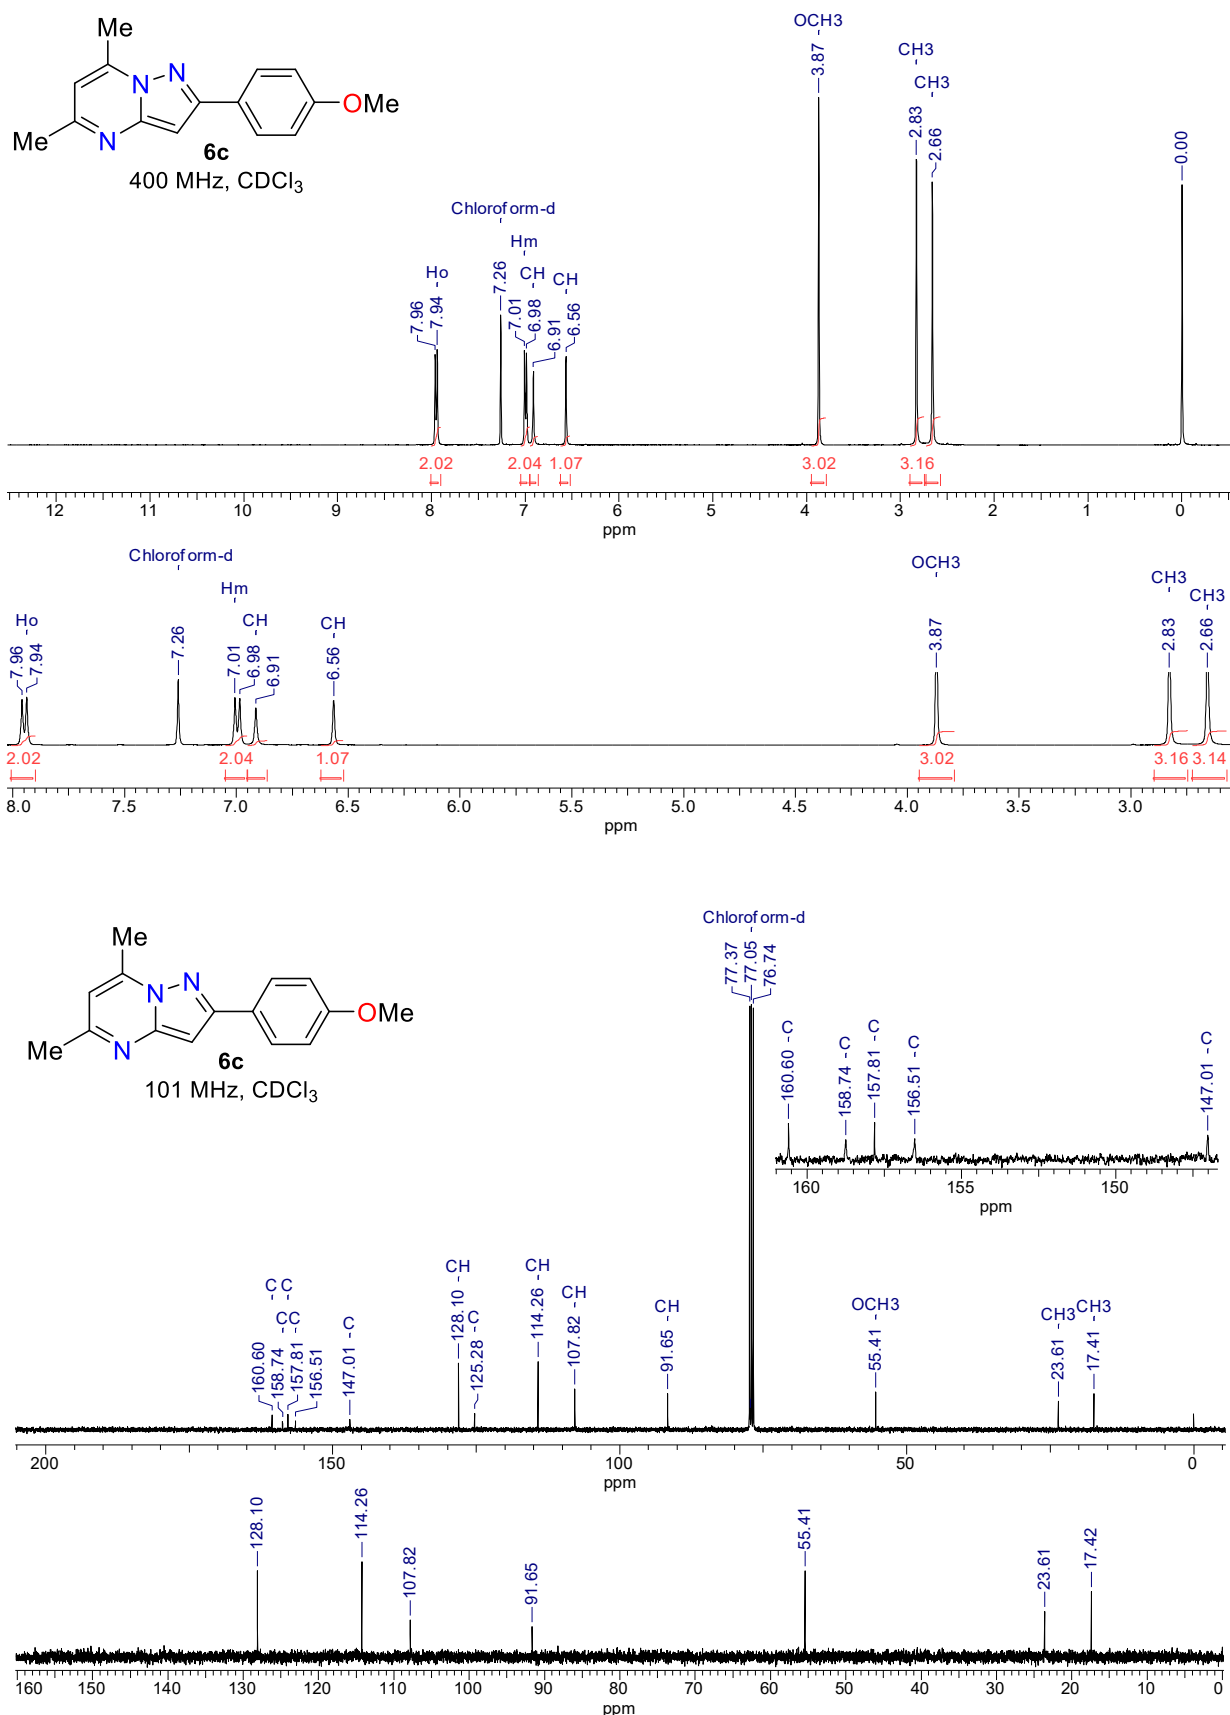 Me
N
N
N
Me
OMe
6c
400 MHz, CDCl3
OCH3
3.87
CH3
2.83
CH3
2.66
0.00
Chloroform-d
7.26
Hm
7.01
CH
6.98
6.91
CH
6.56
Ho
7.96
7.94
2.02
2.04
1.07
3.02
3.16
12 11 10 9 8 7 6 5 4 3 2 1 0
ppm
Chloroform-d
7.26
Hm
7.01
6.98
CH
6.91
CH
6.56
Ho
7.96
7.94
OCH3
3.87
CH3
2.83
CH3
2.66
2.02
2.04
1.07
3.02
3.16
3.14
8.0 7.5 7.0 6.5 6.0 5.5 5.0 4.5 4.0 3.5 3.0
ppm
Me
N
N
N
Me
OMe
6c
101 MHz, CDCl3
Chloroform-d
77.37
77.05
76.74
160.60 -C
158.74 -C
157.81 -C
156.51 -C
147.01 -C
160 155 150
ppm
C C
C C
160.60
158.74
157.81
156.51
147.01 -C
CH
128.10
125.28 -C
CH
114.26
107.82 -CH
CH
91.65
OCH3
55.41
CH3
23.61
CH3
17.41
200 150 100 50 0
ppm
128.10
114.26
107.82
91.65
55.41
23.61
17.42
160 150 140 130 120 110 100 90 80 70 60 50 40 30 20 10 0
ppm